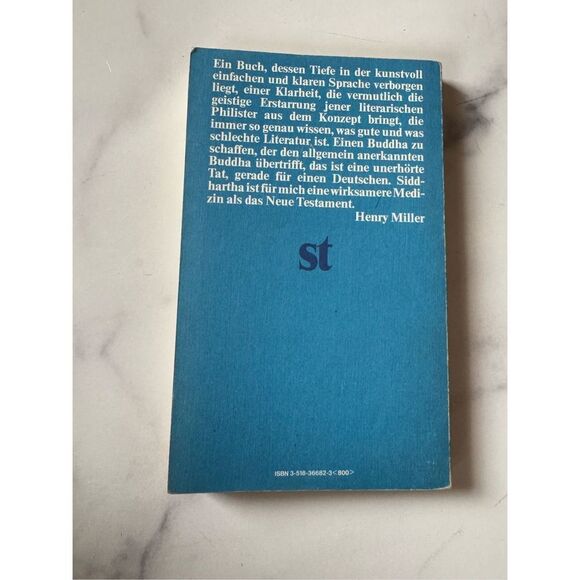 Ein Buch, dessen Tiefe in der kunstvoll
einfachen und klaren Sprache verborgen
liegt, einer Klarheit, die vermutlich die
geistige Erstarrung jener literarischen
Philister aus dem Konzept bringt, die
immer so genau wissen, was gute und was
schlechte Literatur ist. Einen Buddha zu
schaffen, der den allgemein anerkannten
Buddha übertrifft, das ist eine unerhörte
Tat, gerade für einen Deutschen. Sidd-
hartha ist für mich eine wirksamere Medi-
zin als das Neue Testament.
Henry Miller
st
ISBN 3-518-36682-3 <800>